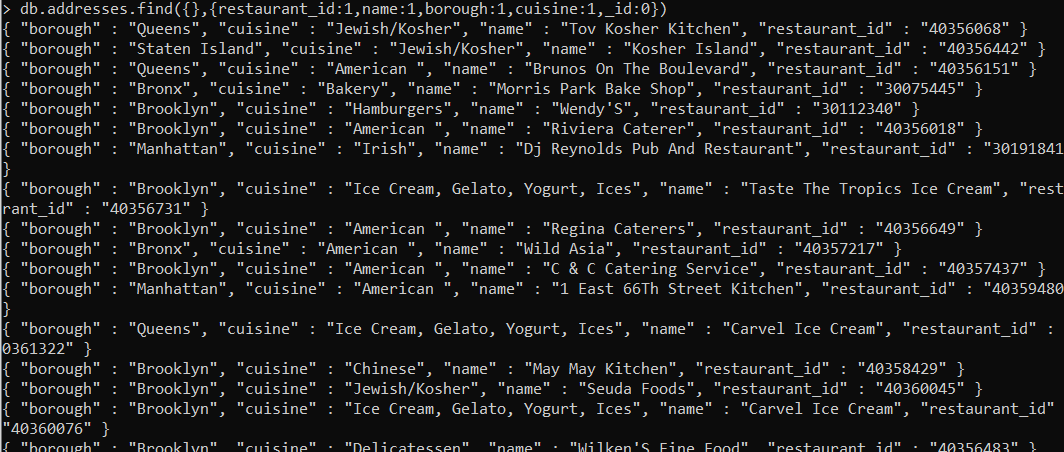 > db.addresses.find({},{restaurant_id:1,name:1,borough:1,cuisine:1,_id:0})
{ "borough" : "Queens", "cuisine" : "Jewish/Kosher", "name" : "Tov Kosher Kitchen", "restaurant_id" : "40356068" }
{ "borough" : "Staten Island", "cuisine" : "Jewish/Kosher", "name" : "Kosher Island", "restaurant_id" : "40356442" }
{ "borough" : "Queens", "cuisine" : "American ", "name" : "Brunos On The Boulevard", "restaurant_id" : "40356151" }
{ "borough" : "Bronx", "cuisine" : "Bakery", "name" : "Morris Park Bake Shop", "restaurant_id" : "30075445" }
{ "borough" : "Brooklyn", "cuisine" : "Hamburgers", "name" : "Wendy'S", "restaurant_id" : "30112340" }
{ "borough" : "Brooklyn", "cuisine" : "American ", "name" : "Riviera Caterer", "restaurant_id" : "40356018" }
{ "borough" : "Manhattan", "cuisine" : "Irish", "name" : "Dj Reynolds Pub And Restaurant", "restaurant_id" : "30191841
}
{ "borough" : "Brooklyn", "cuisine" : "Ice Cream, Gelato, Yogurt, Ices", "name" : "Taste The Tropics Ice Cream", "rest
rant_id" : "40356731" }
{ "borough" : "Brooklyn", "cuisine" : "American ", "name" : "Regina Caterers", "restaurant_id" : "40356649" }
{ "borough" : "Bronx", "cuisine" : "American ", "name" : "Wild Asia", "restaurant_id" : "40357217" }
{ "borough" : "Brooklyn", "cuisine" : "American ", "name" : "C & C Catering Service", "restaurant_id" : "40357437" }
{ "borough" : "Manhattan", "cuisine" : "American ", "name" : "1 East 66Th Street Kitchen", "restaurant_id" : "40359480
}
{ "borough" : "Queens", "cuisine" : "Ice Cream, Gelato, Yogurt, Ices", "name" : "Carvel Ice Cream", "restaurant_id" :
0361322" }
{ "borough" : "Brooklyn", "cuisine" : "Chinese", "name" : "May May Kitchen", "restaurant_id" : "40358429" }
{ "borough" : "Brooklyn", "cuisine" : "Jewish/Kosher", "name" : "Seuda Foods", "restaurant_id" : "40360045" }
{ "borough" : "Brooklyn", "cuisine" : "Ice Cream, Gelato, Yogurt, Ices", "name" : "Carvel Ice Cream", "restaurant_id"
"40360076" }
{ "borough" : "Brooklyn", "cuisine" : "Delicatessen", "name" : "Wilken'S Fine Food", "restaurant_id" : "40356483" }